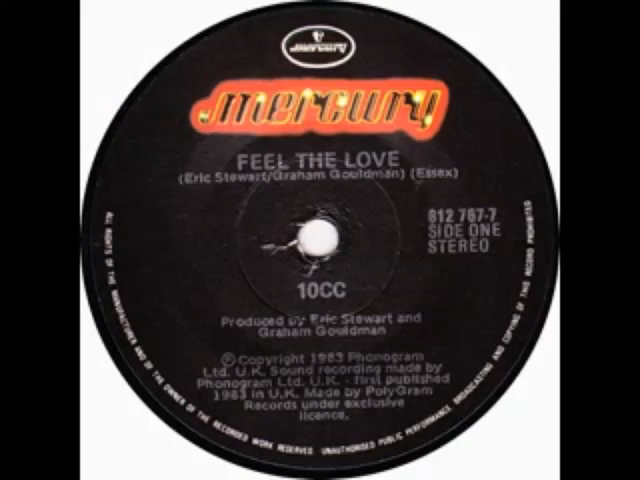 mercury
mercury
FEEL THE LOVE
(Eric Stewart/Graham Gouldman) (Essex)
812 767-7
SIDE ONE
STEREO
10CC
Produced by Eric Stewart and
Graham Gouldman
℗ Copyright 1983 Phonogram
Ltd. U.K. Sound recording made by
Phonogram Ltd. U.K. - first published
1983 in U.K. Made by PolyGram
Records under exclusive
licence.
ALL RIGHTS OF THE MANUFACTURER AND OF THE OWNER OF THE RECORDED WORK RESERVED. UNAUTHORISED PUBLIC PERFORMANCE, BROADCASTING AND COPYING OF THIS RECORD PROHIBITED